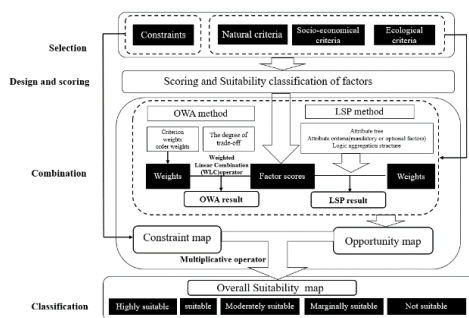 Selection
Constraints
Natural criteria
Socio-economical
criteria
Ecological
criteria
Design and scoring
Scoring and Suitability classification of factors
Combination
OWA method
LSP method
Criterion
weights
order weights
The degree of
trade-off
Attribute tree
Attribute criteria(mandatory or optional factors)
Logic aggregation structure
Weighted
Linear Combination
(WLC)operator
Weights
Factor scores
Weights
OWA result
LSP result
Constraint map
Opportunity map
Multiplicative operator
Overall Suitability map
Classification
Highly suitable
suitable
Moderately suitable
Marginally suitable
Not suitable